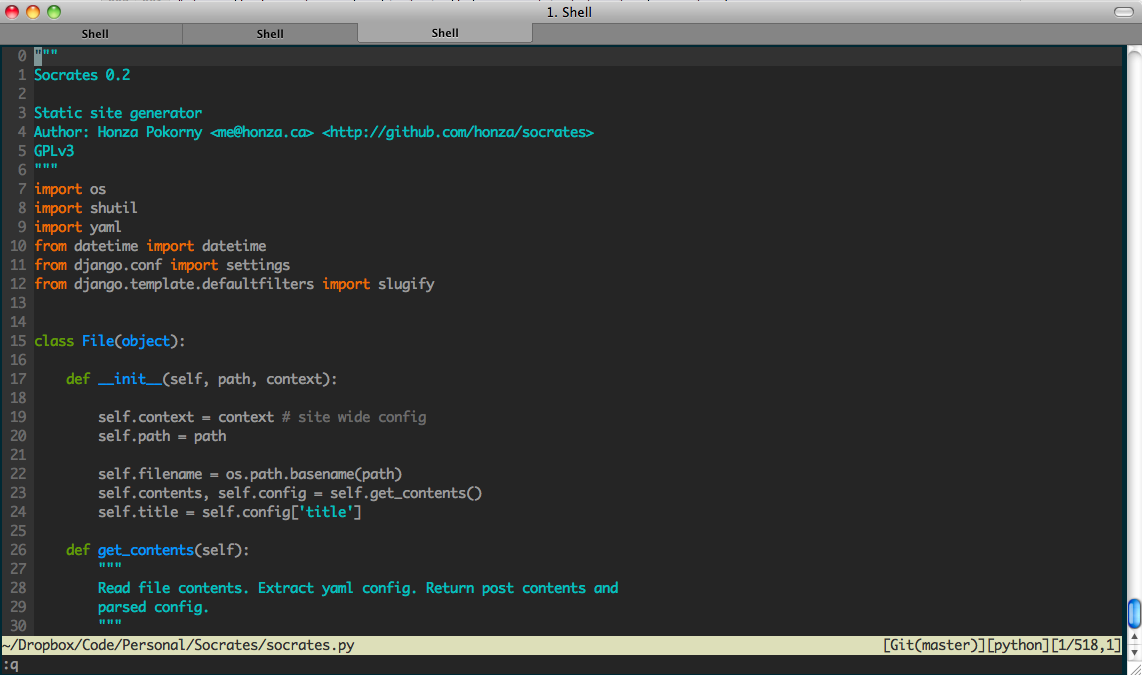 1. Shell
Shell Shell Shell
0 """
1 Socrates 0.2
2
3 Static site generator
4 Author: Honza Pokorny <me@honza.ca> <http://github.com/honza/socrates>
5 GPLv3
6 """
7 import os
8 import shutil
9 import yaml
10 from datetime import datetime
11 from django.conf import settings
12 from django.template.defaultfilters import slugify
13
14
15 class File(object):
16
17     def __init__(self, path, context):
18
19         self.context = context # site wide config
20         self.path = path
21
22         self.filename = os.path.basename(path)
23         self.contents, self.config = self.get_contents()
24         self.title = self.config['title']
25
26     def get_contents(self):
27         """
28         Read file contents. Extract yaml config. Return post contents and
29         parsed config.
30         """
~/Dropbox/Code/Personal/Socrates/socrates.py [Git(master)][python][1/518,1]
:q